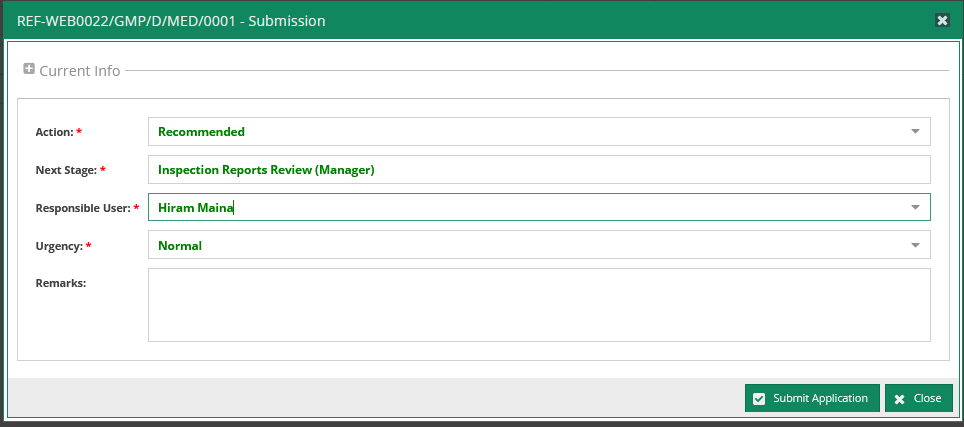 REF-WEB0022/GMP/D/MED/0001 - Submission
Current Info
Action: * Recommended
Next Stage: * Inspection Reports Review (Manager)
Responsible User: * Hiram Maina
Urgency: * Normal
Remarks:
Submit Application Close